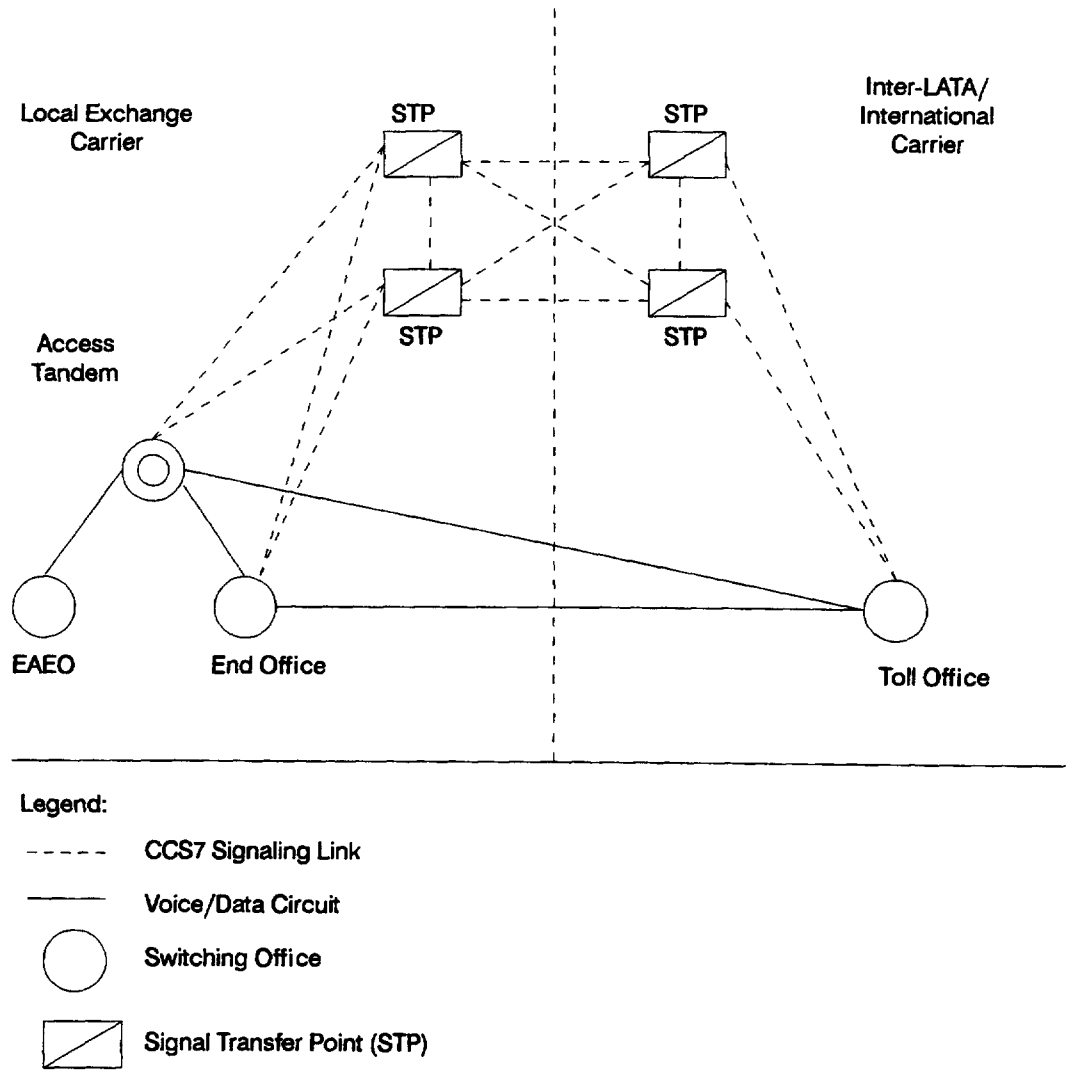 Local Exchange
Carrier
STP
STP
Inter-LATA/
International
Carrier
STP
STP
Access
Tandem
EAEO
End Office
Toll Office
Legend:
CCS7 Signaling Link
Voice/Data Circuit
Switching Office
Signal Transfer Point (STP)